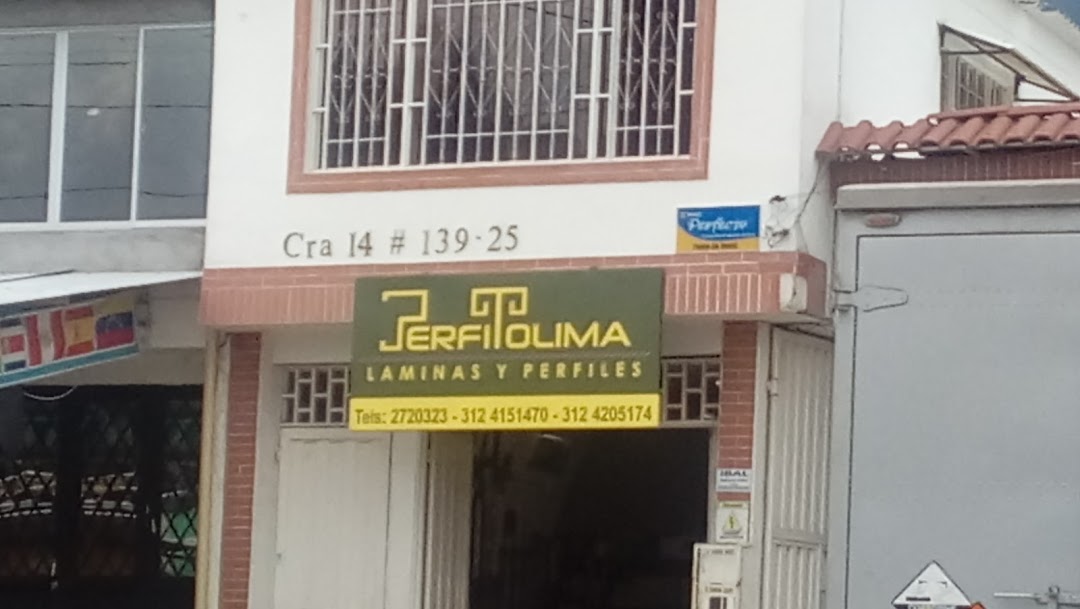 Cra 14 # 139-25
Perfecto
PERFITOLIMA
LAMINAS Y PERFILES
Tels: 2720323 - 312 4151470 - 312 4205174
IBAL